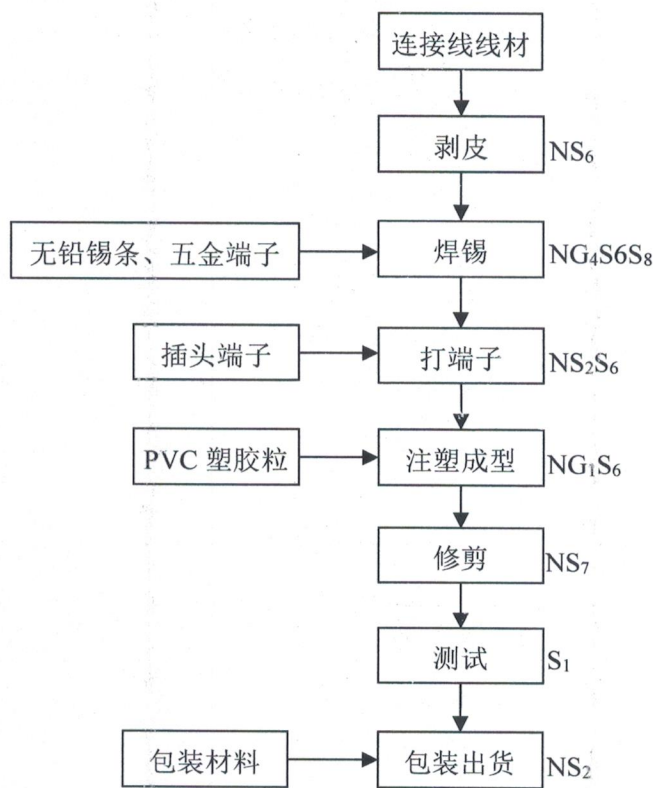 连接线线材
剥皮 NS₆
无铅锡条、五金端子 焊锡 NG₄S6S₈
插头端子 打端子 NS₂S₆
PVC 塑胶粒 注塑成型 NG₁S₆
修剪 NS₇
测试 S₁
包装材料 包装出货 NS₂